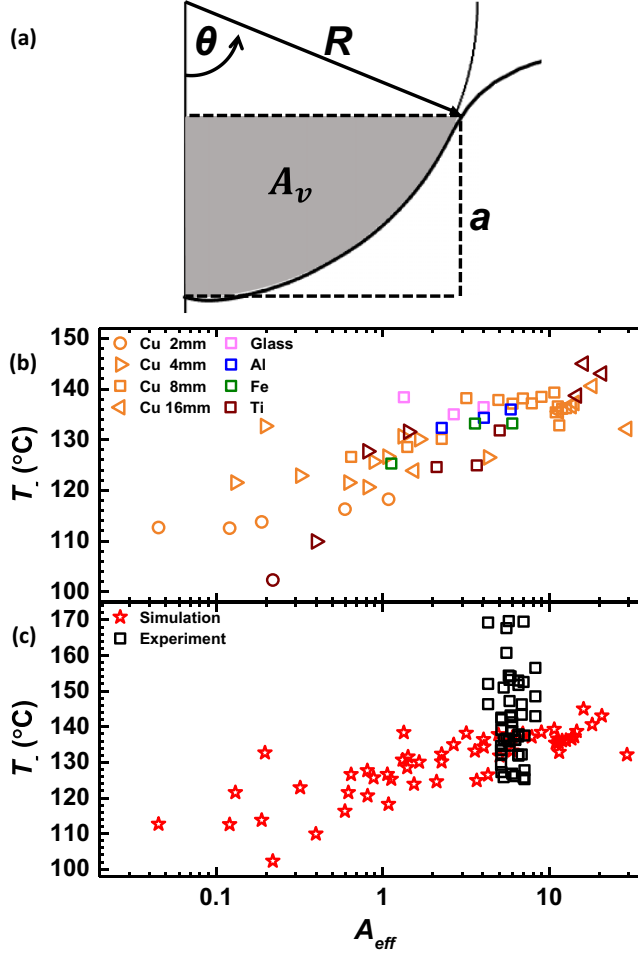 (a)
θ
R
A_v
a
(b)
150
140
130
120
110
100
T_- (°C)
Cu 2mm
Cu 4mm
Cu 8mm
Cu 16mm
Glass
Al
Fe
Ti
(c)
170
160
150
140
130
120
110
100
T_- (°C)
Simulation
Experiment
0.1
1
10
A_eff